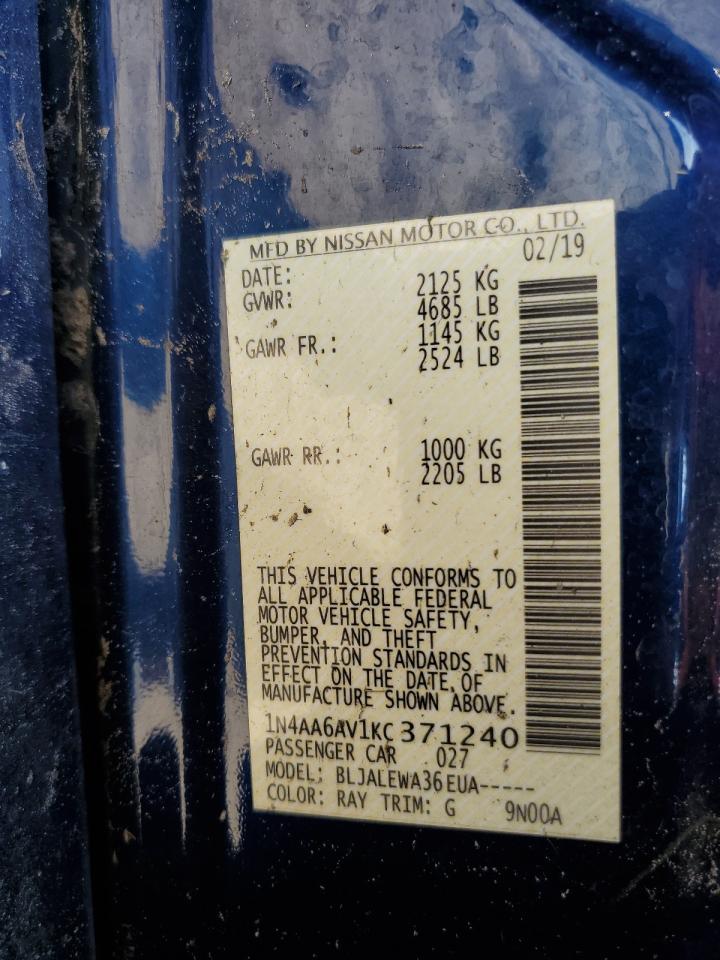 MFD BY NISSAN MOTOR CO., LTD.
DATE: 02/19
GVWR: 2125 KG
4685 LB
GAWR FR.: 1145 KG
2524 LB
GAWR RR.: 1000 KG
2205 LB
THIS VEHICLE CONFORMS TO
ALL APPLICABLE FEDERAL
MOTOR VEHICLE SAFETY,
BUMPER, AND THEFT
PREVENTION STANDARDS IN
EFFECT ON THE DATE OF
MANUFACTURE SHOWN ABOVE.
1N4AA6AV1KC371240
PASSENGER CAR 027
MODEL: BLJALEWA36EUA-----
COLOR: RAY TRIM: G 9N00A